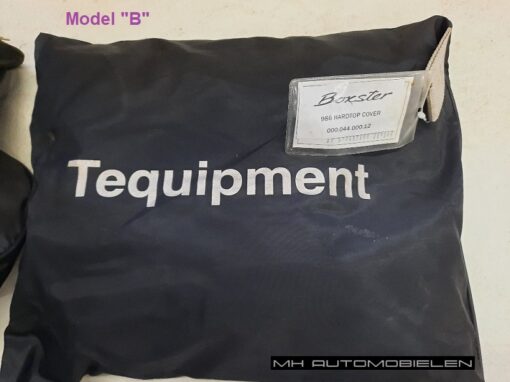 Model "B"
Boxster
986 HARDTOP COVER
000.044.000.12
Tequipment
MH AUTOMOBIELEN